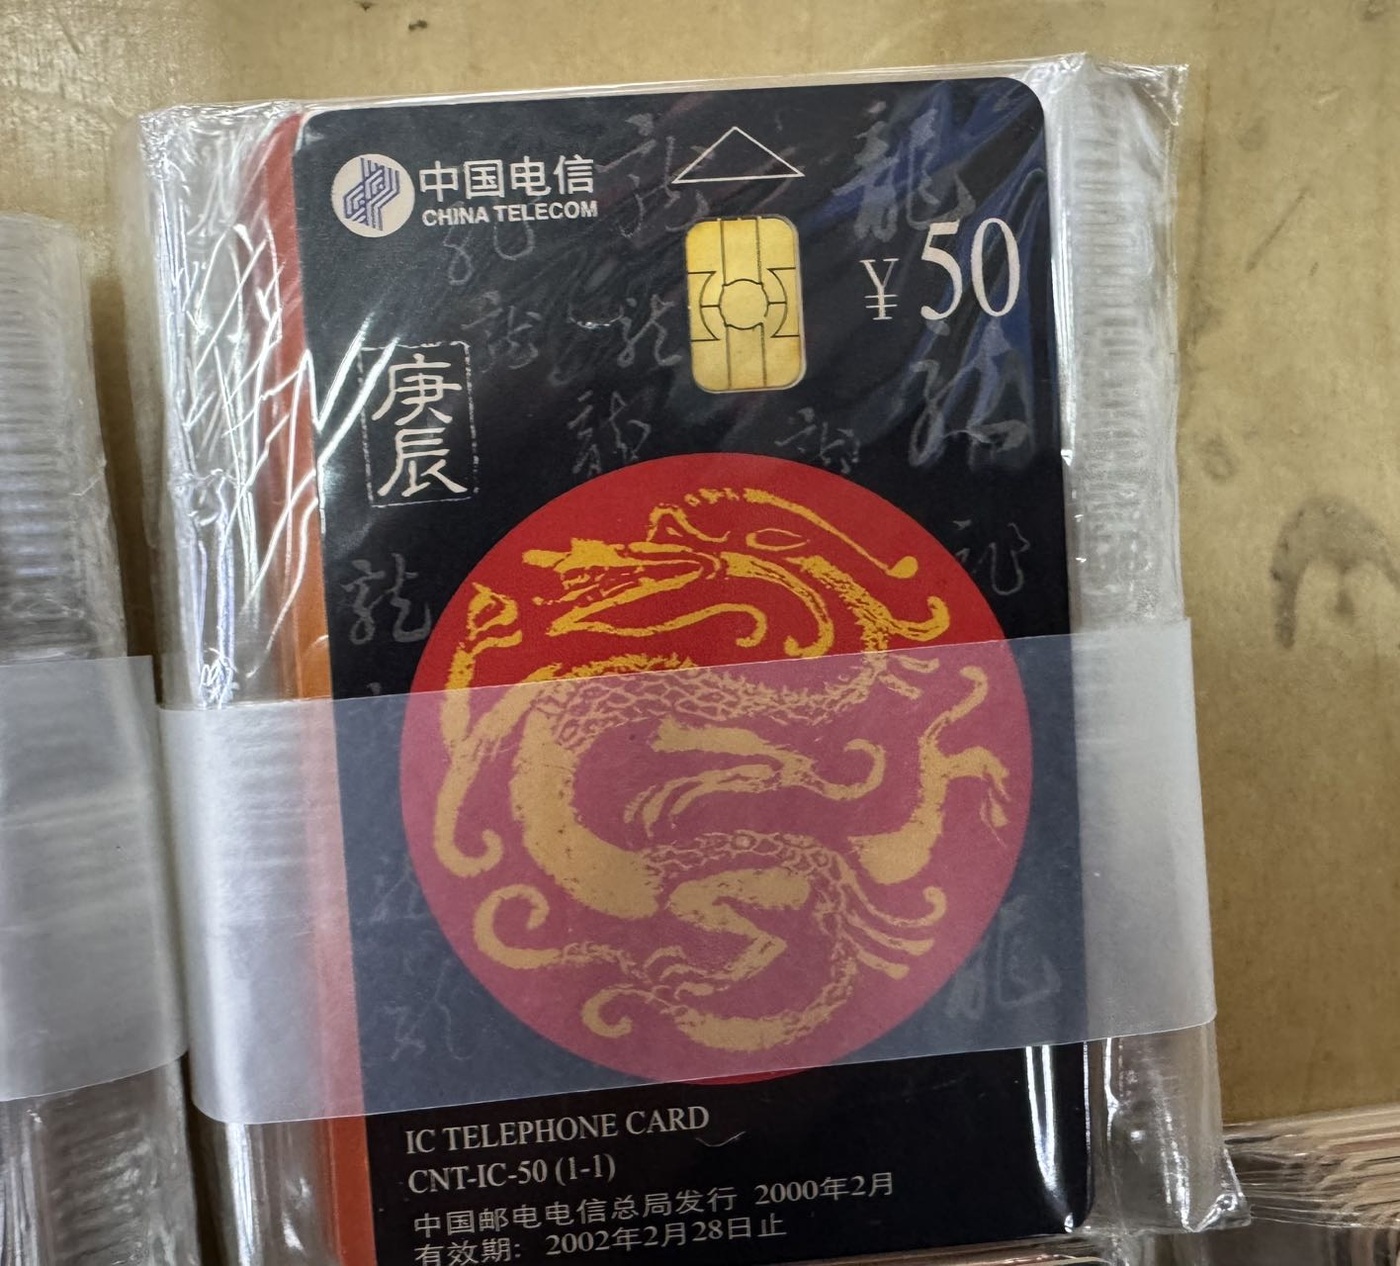 中国电信
CHINA TELECOM
¥50
庚辰
IC TELEPHONE CARD
CNT-IC-50 (1-1)
中国邮电电信总局发行 2000年2月
有效期: 2002年2月28日止